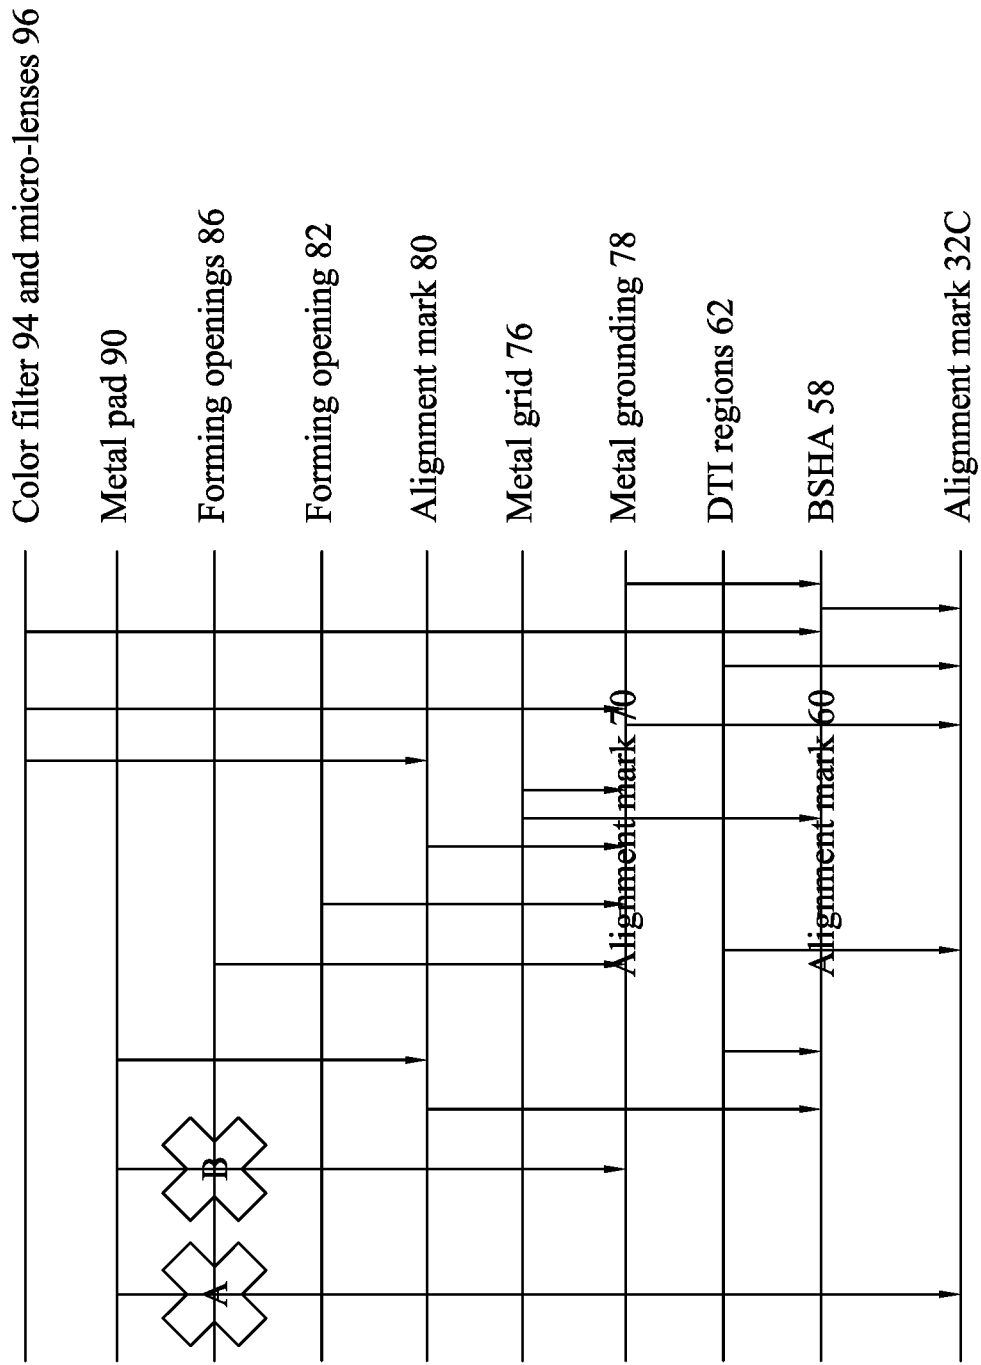 Color filter 94 and micro-lenses 96
Metal pad 90
Forming openings 86
Forming opening 82
Alignment mark 80
Metal grid 76
Metal grounding 78
DTI regions 62
BSHA 58
Alignment mark 32C
Alignment mark 70
Alignment mark 60
B
A